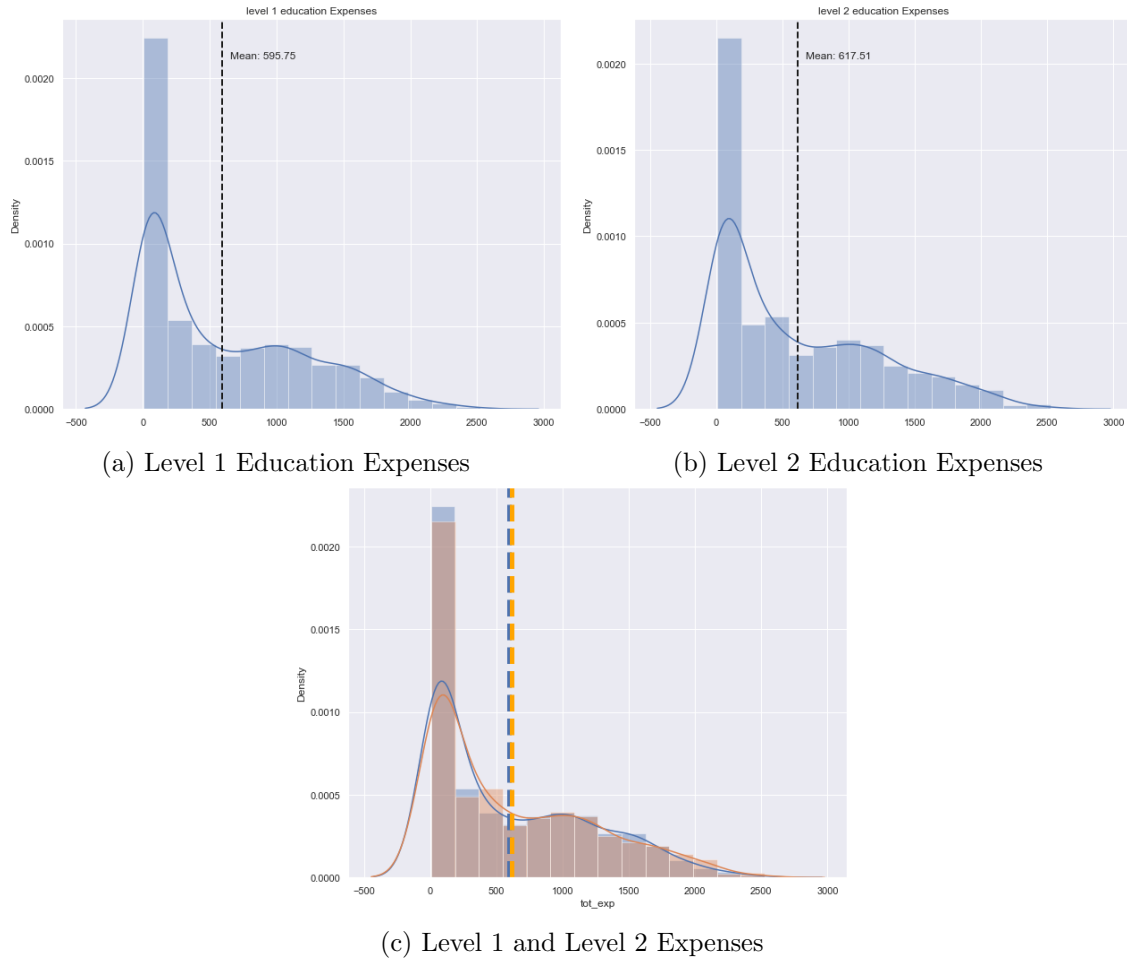 level 1 education Expenses
Mean: 595.75
Density
0.0020
0.0015
0.0010
0.0005
0.0000
−500 0 500 1000 1500 2000 2500 3000
(a) Level 1 Education Expenses
level 2 education Expenses
Mean: 617.51
Density
0.0020
0.0015
0.0010
0.0005
0.0000
−500 0 500 1000 1500 2000 2500 3000
(b) Level 2 Education Expenses
Density
0.0020
0.0015
0.0010
0.0005
0.0000
−500 0 500 1000 1500 2000 2500 3000
tot_exp
(c) Level 1 and Level 2 Expenses